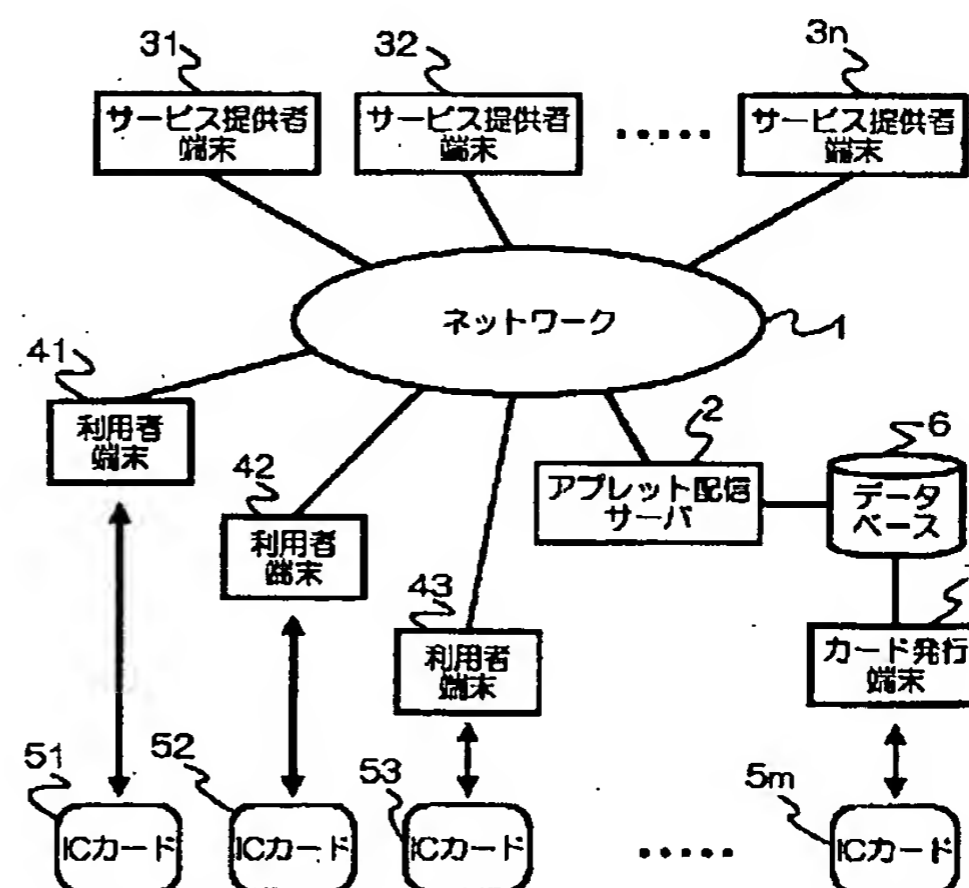 31
32
3n
サービス提供者
端末
サービス提供者
端末
サービス提供者
端末
ネットワーク
1
41
利用者
端末
42
利用者
端末
43
利用者
端末
2
アプレット配信
サーバ
6
データ
ベース
カード発行
端末
51
ICカード
52
ICカード
53
ICカード
5m
ICカード